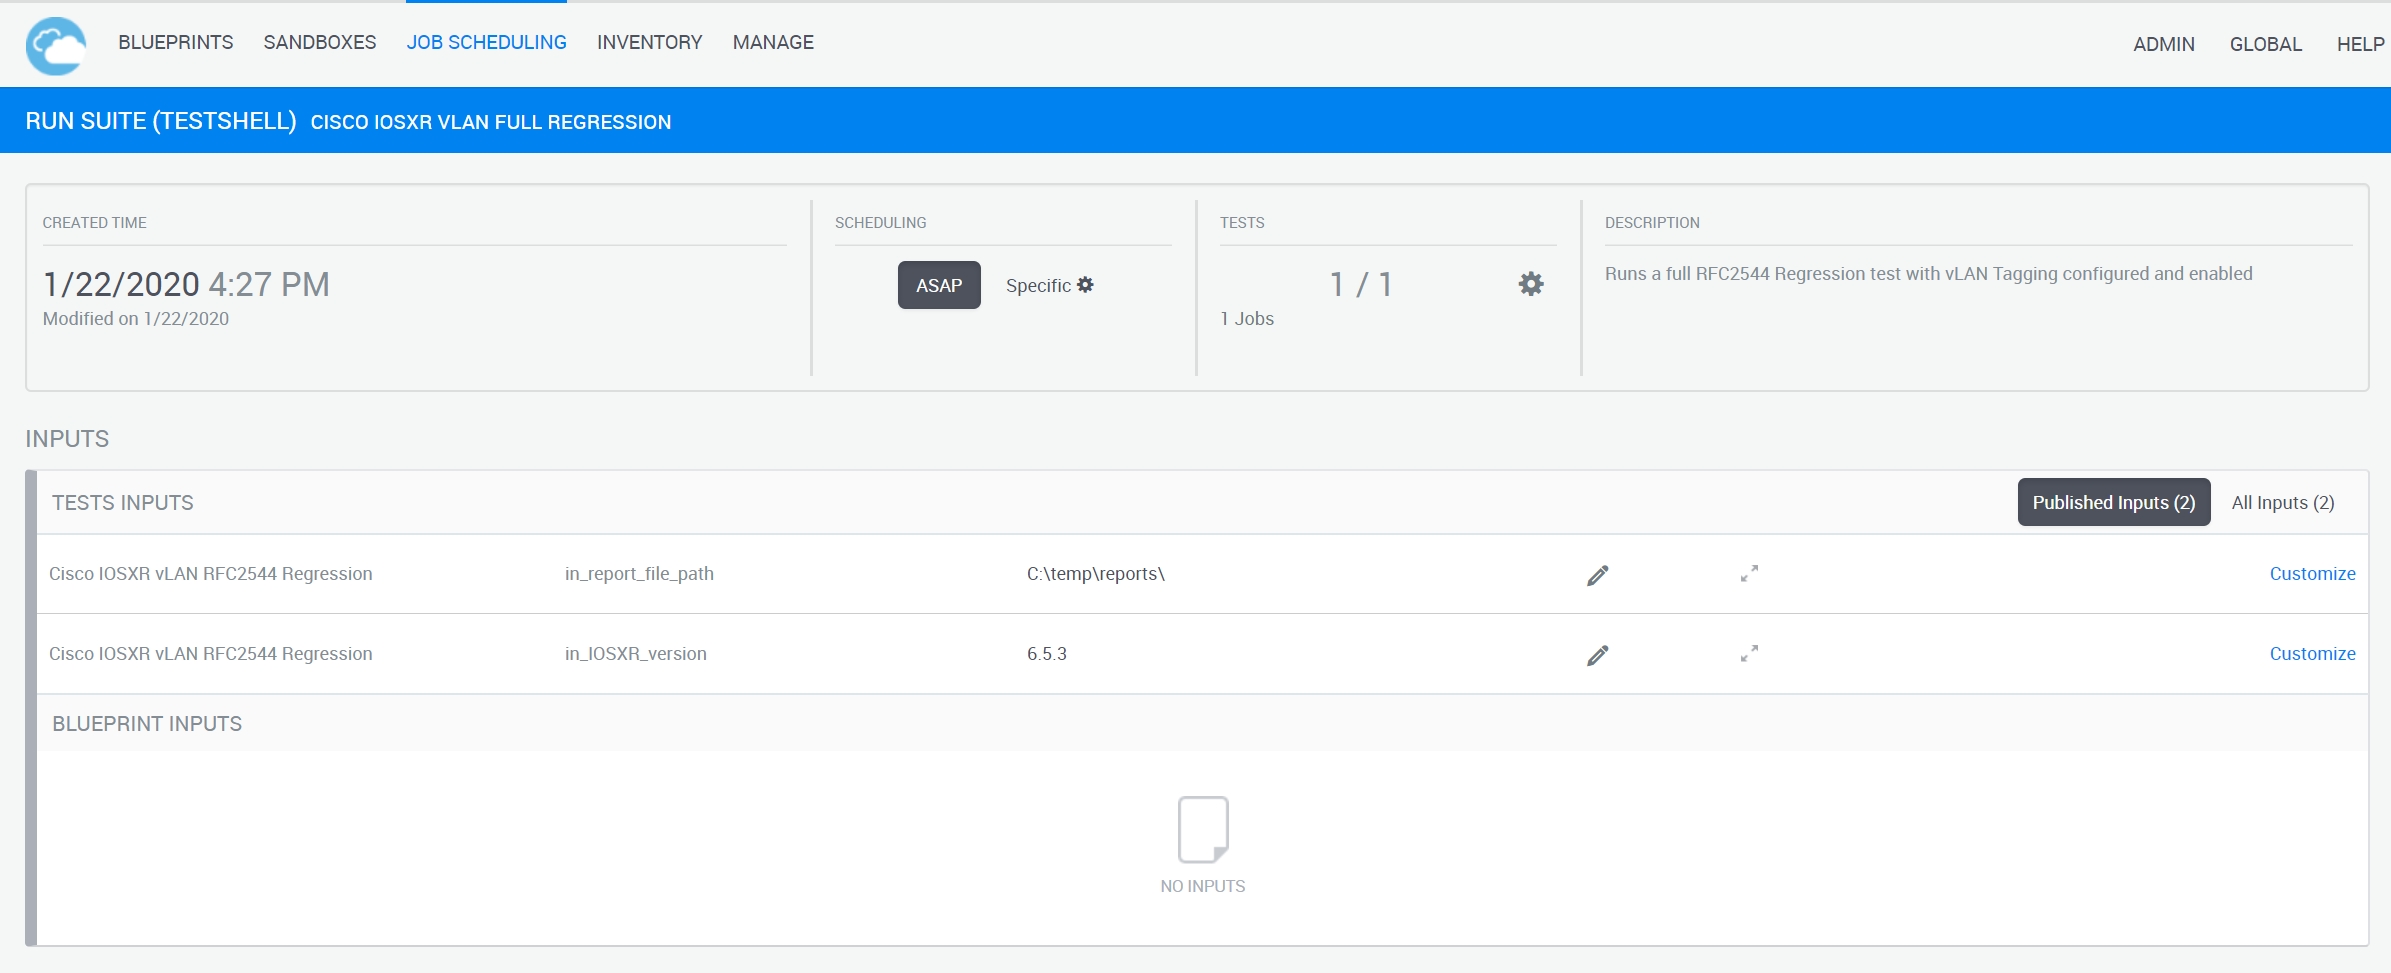 BLUEPRINTS SANDBOXES JOB SCHEDULING INVENTORY MANAGE ADMIN GLOBAL HELP
RUN SUITE (TESTSHELL) CISCO IOSXR VLAN FULL REGRESSION
CREATED TIME
1/22/2020 4:27 PM
Modified on 1/22/2020
SCHEDULING
ASAP Specific
TESTS
1 / 1
1 Jobs
DESCRIPTION
Runs a full RFC2544 Regression test with vLAN Tagging configured and enabled
INPUTS
TESTS INPUTS Published Inputs (2) All Inputs (2)
Cisco IOSXR vLAN RFC2544 Regression in_report_file_path C:\temp\reports\ Customize
Cisco IOSXR vLAN RFC2544 Regression in_IOSXR_version 6.5.3 Customize
BLUEPRINT INPUTS
NO INPUTS